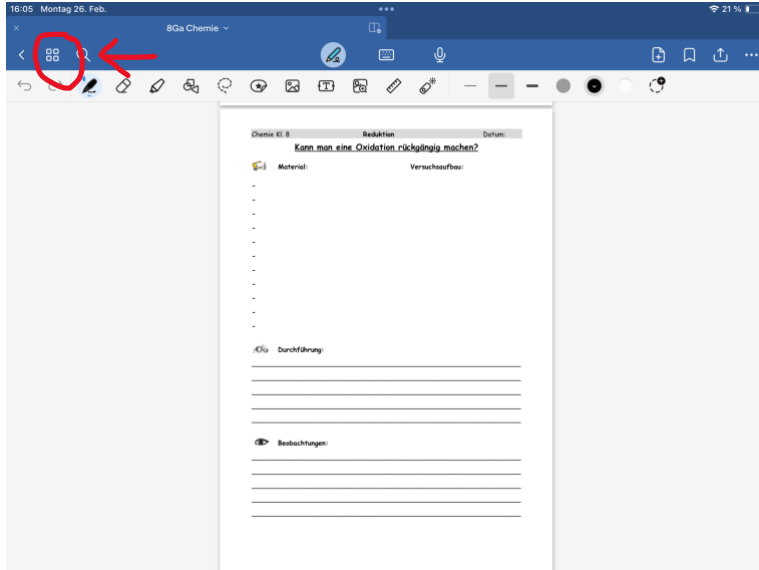 16:05 Montag 26. Feb. 21 %
8Ga Chemie
T
Chemie Kl. 8 Reduktion Datum:
Kann man eine Oxidation rückgängig machen?
Material: Versuchsaufbau:
-
-
-
-
-
-
-
-
-
-
-
Durchführung:
Beobachtungen: